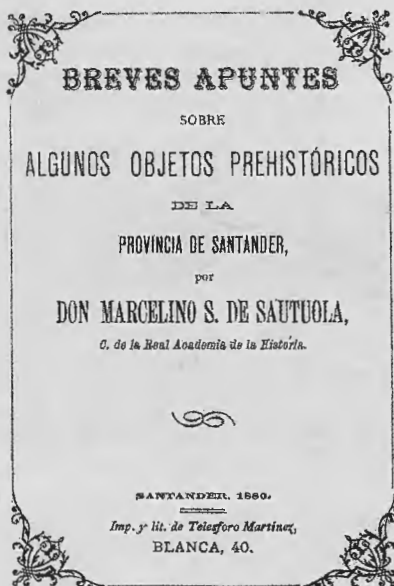 BREVES APUNTES
SOBRE
ALGUNOS OBJETOS PREHISTÓRICOS
DE LA
PROVINCIA DE SANTANDER,
por
DON MARCELINO S. DE SAUTUOLA,
C. de la Real Academia de la Historia.
SANTANDER. 1880.
Imp. y lit. de Telesforo Martínez,
BLANCA, 40.